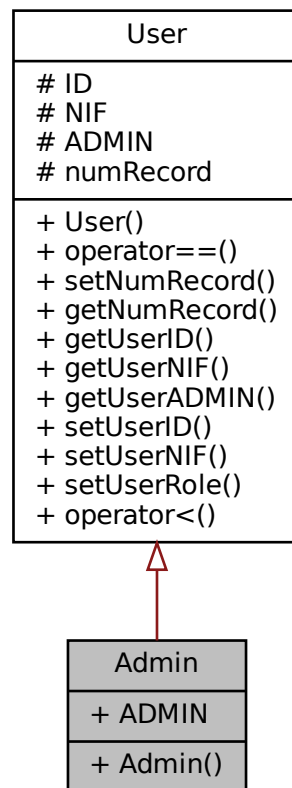 User
# ID
# NIF
# ADMIN
# numRecord
+ User()
+ operator==()
+ setNumRecord()
+ getNumRecord()
+ getUserID()
+ getUserNIF()
+ getUserADMIN()
+ setUserID()
+ setUserNIF()
+ setUserRole()
+ operator<()
Admin
+ ADMIN
+ Admin()